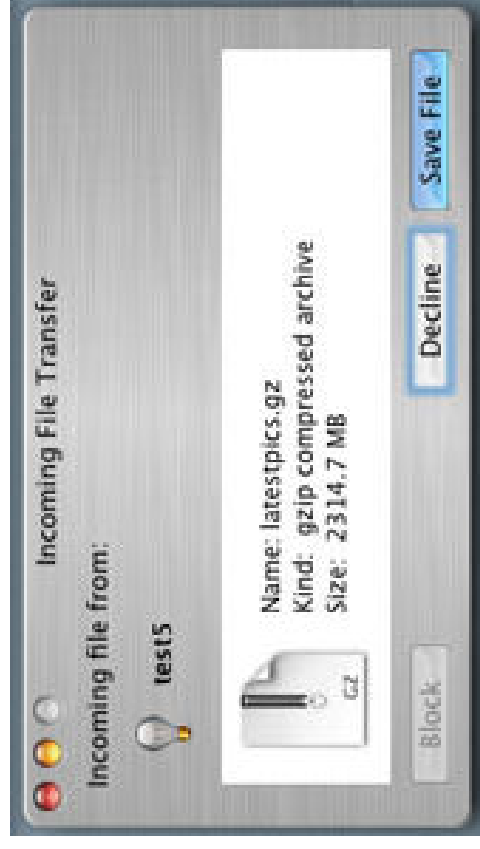 Incoming File Transfer
Incoming file from:
test5
GZ
Name: latestpics.gz
Kind: gzip compressed archive
Size: 2314.7 MB
Block
Decline
Save File